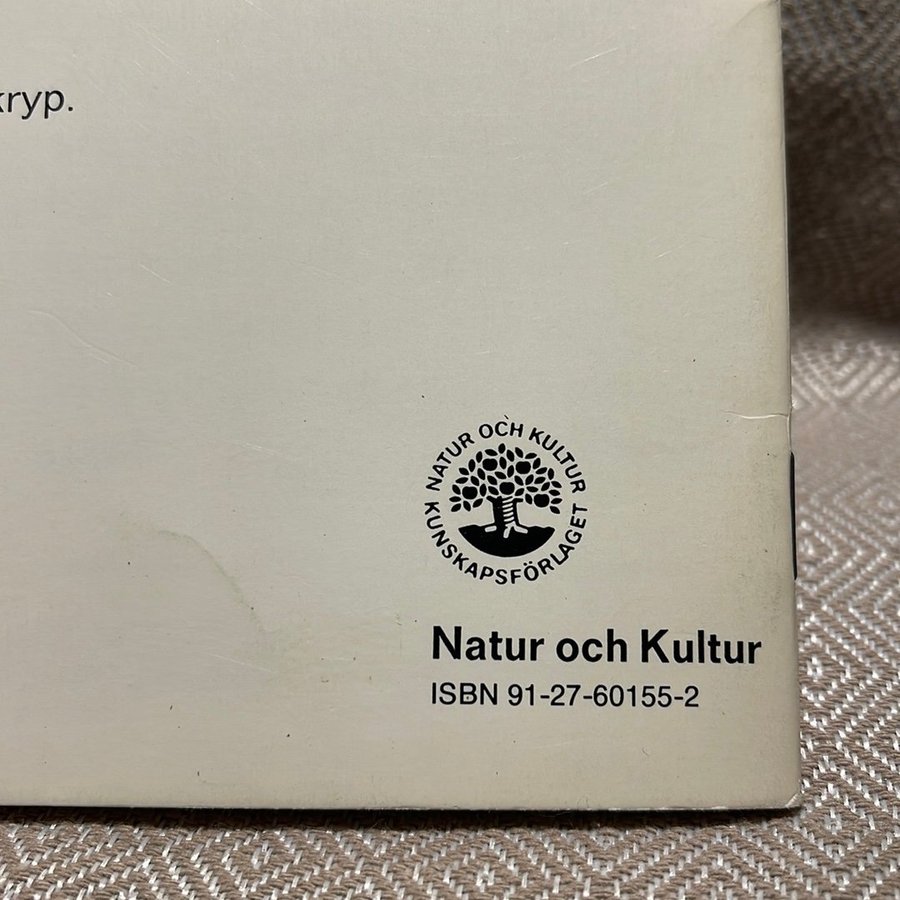 kryp.
NATUR OCH KULTUR
KUNSKAPSFÖRLAGET
Natur och Kultur
ISBN 91-27-60155-2